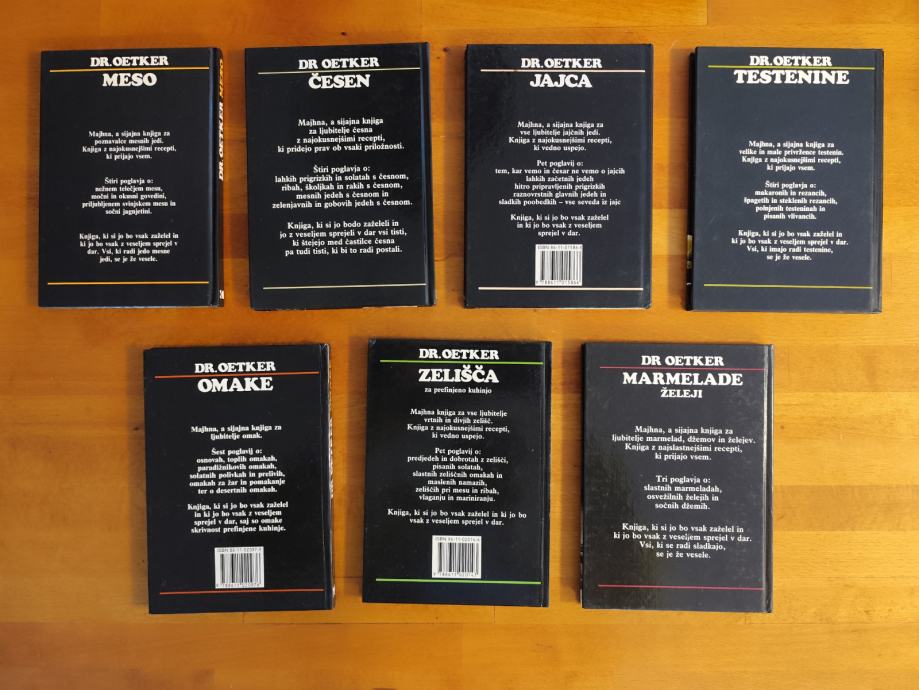 DR. OETKER
MESO
Majhna, a sijajna knjiga za
poznavalce mesnih jedi.
Knjiga z najokusnejšimi recepti,
ki prijajo vsem.
Štiri poglavja o:
nežnem telečjem mesu,
močni in okusni govedini,
priljubljenem svinjskem mesu in
sočni jagnjetini.
Knjiga, ki si jo bo vsak zaželel in
ki jo bo vsak z veseljem sprejel v
dar. Vsi, ki radi jedo mesne
jedi, se je že vesele.
DR. OETKER
DR OETKER
ČESEN
Majhna, a sijajna knjiga
za ljubitelje česna
z najokusnejšimi recepti,
ki pridejo prav ob vsaki priložnosti.
Štiri poglavja o:
lahkih prigrizkih in solatah s česnom,
ribah, školjkah in rakih s česnom,
mesnih jedeh s česnom in
zelenjavnih in gobovih jedeh s česnom.
Knjiga, ki si jo bodo zaželeli in
jo z veseljem sprejeli v dar vsi tisti,
ki štejejo med častilce česna
pa tudi tisti, ki bi to radi postali.
DR. OETKER
JAJCA
Majhna, a sijajna knjiga za
vse ljubitelje jajčnih jedi.
Knjiga z najokusnejšimi recepti,
ki vedno uspejo.
Pet poglavij o:
tem, kar vemo in česar ne vemo o jajcih
lahkih začetnih jedeh
hitro pripravljenih prigrizkih
raznovrstnih glavnih jedeh in
sladkih poobedkih – vse seveda iz jajc
Knjiga, ki si jo bo vsak zaželel
in ki jo bo vsak z veseljem
sprejel v dar.
ISBN 86-11-01586-4
9 788611 015866
DR. OETKER
TESTENINE
Majhna, a sijajna knjiga za
velike in male privržence testenin.
Knjiga z najokusnejšimi recepti,
ki prijajo vsem.
Štiri poglavja o:
makaronih in rezancih,
špagetih in steklenih rezancih,
polnjenih testeninah in
pisanih vlivancih.
Knjiga, ki si jo bo vsak zaželel in
ki jo bo vsak z veseljem sprejel v dar.
Vsi, ki imajo radi testenine,
se je že vesele.
DR. OETKER
OMAKE
Majhna, a sijajna knjiga za
ljubitelje omak.
Šest poglavij o:
osnovah, toplih omakah,
paradižnikovih omakah,
solatnih polivkah in prelivih,
omakah za žar in pomakanje
ter o desertnih omakah.
Knjiga, ki si jo bo vsak zaželel
in ki jo bo vsak z veseljem
sprejel v dar, saj so omake
skrivnost prefinjene kuhinje.
DR. OETKER
ZELIŠČA
za prefinjeno kuhinjo
Majhna knjiga za vse ljubitelje
vrtnih in divjih zelišč.
Knjiga z najokusnejšimi recepti,
ki vedno uspejo.
Pet poglavij o:
predjedeh in dobrotah z zelišči,
pisanih solatah,
slastnih zeliščnih omakah in
maslenih namazih,
zeliščih pri mesu in ribah,
vlaganju in mariniranju.
Knjiga, ki si jo bo vsak zaželel in ki jo bo
vsak z veseljem sprejel v dar.
ISBN 86-11-02014-0
DR OETKER
MARMELADE
ŽELEJI
Majhna, a sijajna knjiga za
ljubitelje marmelad, džemov in želejev.
Knjiga z najslastnejšimi recepti,
ki prijajo vsem.
Tri poglavja o:
slastnih marmeladah,
osvežilnih želejih in
sočnih džemih.
Knjiga, ki si jo bo vsak zaželel in
ki jo bo vsak z veseljem sprejel v dar.
Vsi, ki se radi sladkajo,
se je že vesele.